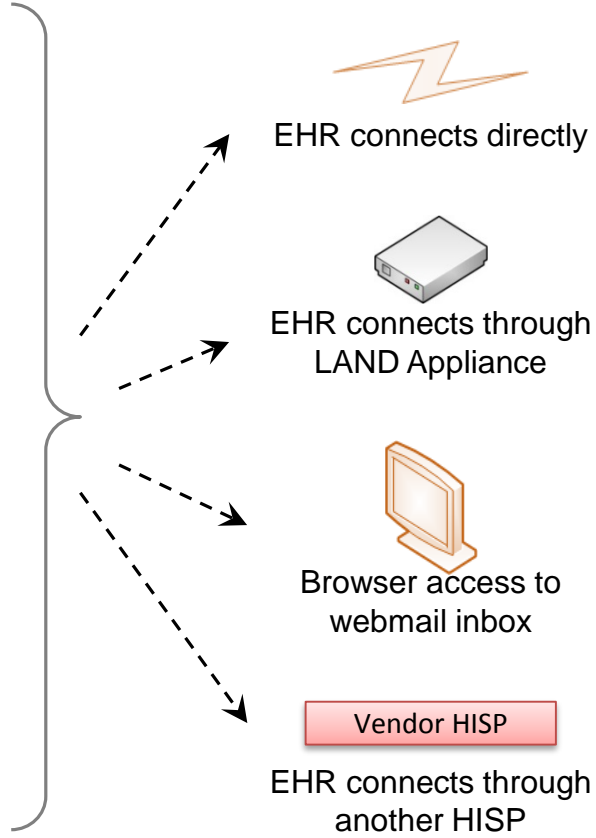 EHR connects directly
EHR connects through
LAND Appliance
Browser access to
webmail inbox
Vendor HISP
EHR connects through
another HISP